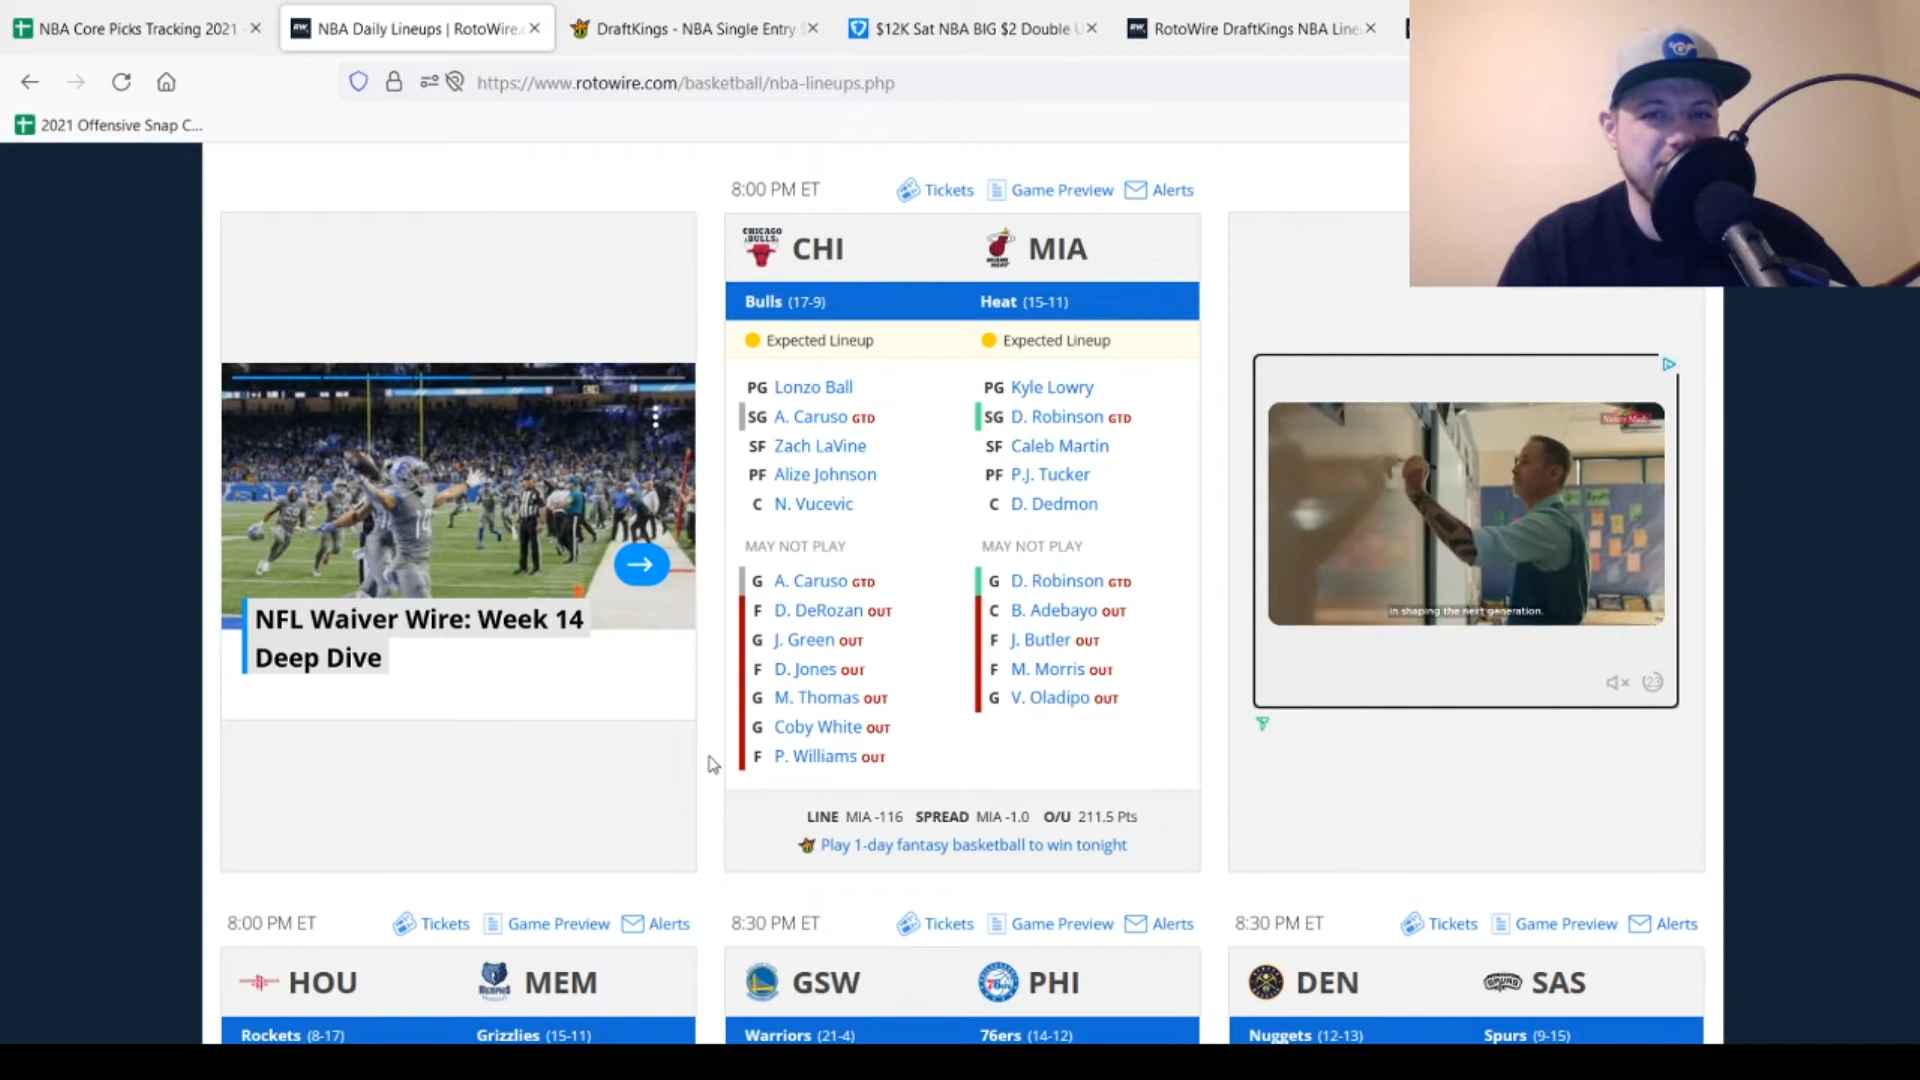 NBA Core Picks Tracking 2021
NBA Daily Lineups | RotoWire.
DraftKings - NBA Single Entry
$12K Sat NBA BIG $2 Double U
RotoWire DraftKings NBA Line
https://www.rotowire.com/basketball/nba-lineups.php
2021 Offensive Snap C...
8:00 PM ET Tickets Game Preview Alerts
CHICAGO BULLS
CHI MIA
Bulls (17-9) Heat (15-11)
Expected Lineup Expected Lineup
PG Lonzo Ball PG Kyle Lowry
SG A. Caruso GTD SG D. Robinson GTD
SF Zach LaVine SF Caleb Martin
PF Alize Johnson PF P.J. Tucker
C N. Vucevic C D. Dedmon
MAY NOT PLAY MAY NOT PLAY
G A. Caruso GTD G D. Robinson GTD
F D. DeRozan OUT C B. Adebayo OUT
G J. Green OUT F J. Butler OUT
F D. Jones OUT F M. Morris OUT
G M. Thomas OUT G V. Oladipo OUT
G Coby White OUT
F P. Williams OUT
LINE MIA -116 SPREAD MIA -1.0 O/U 211.5 Pts
Play 1-day fantasy basketball to win tonight
NFL Waiver Wire: Week 14
Deep Dive
in shaping the next generation.
23
8:00 PM ET Tickets Game Preview Alerts
HOU MEM
Rockets (8-17) Grizzlies (15-11)
8:30 PM ET Tickets Game Preview Alerts
GSW PHI
Warriors (21-4) 76ers (14-12)
8:30 PM ET Tickets Game Preview Alerts
DEN SAS
Nuggets (12-13) Spurs (9-15)